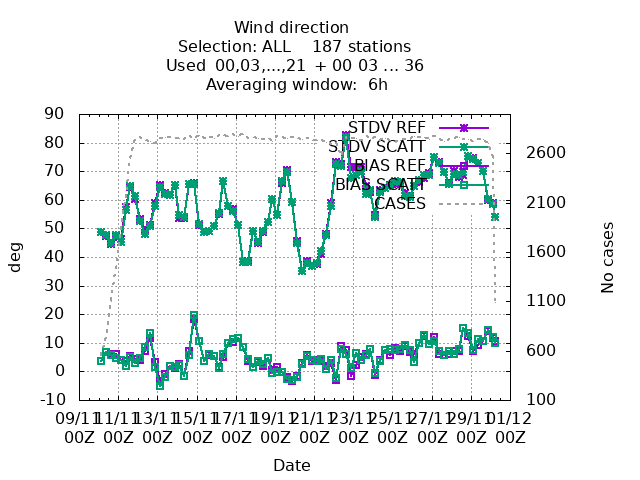 Wind direction
Selection: ALL    187 stations
Used  00,03,...,21  + 00 03 ... 36
Averaging window:  6h
STDV REF
STDV SCATT
BIAS REF
BIAS SCATT
CASES
90
80
70
60
50
40
30
20
10
0
-10
deg
2600
2100
1600
1100
600
100
No cases
09/11 11/11 13/11 15/11 17/11 19/11 21/11 23/11 25/11 27/11 29/11 01/12
00Z 00Z 00Z 00Z 00Z 00Z 00Z 00Z 00Z 00Z 00Z 00Z
Date